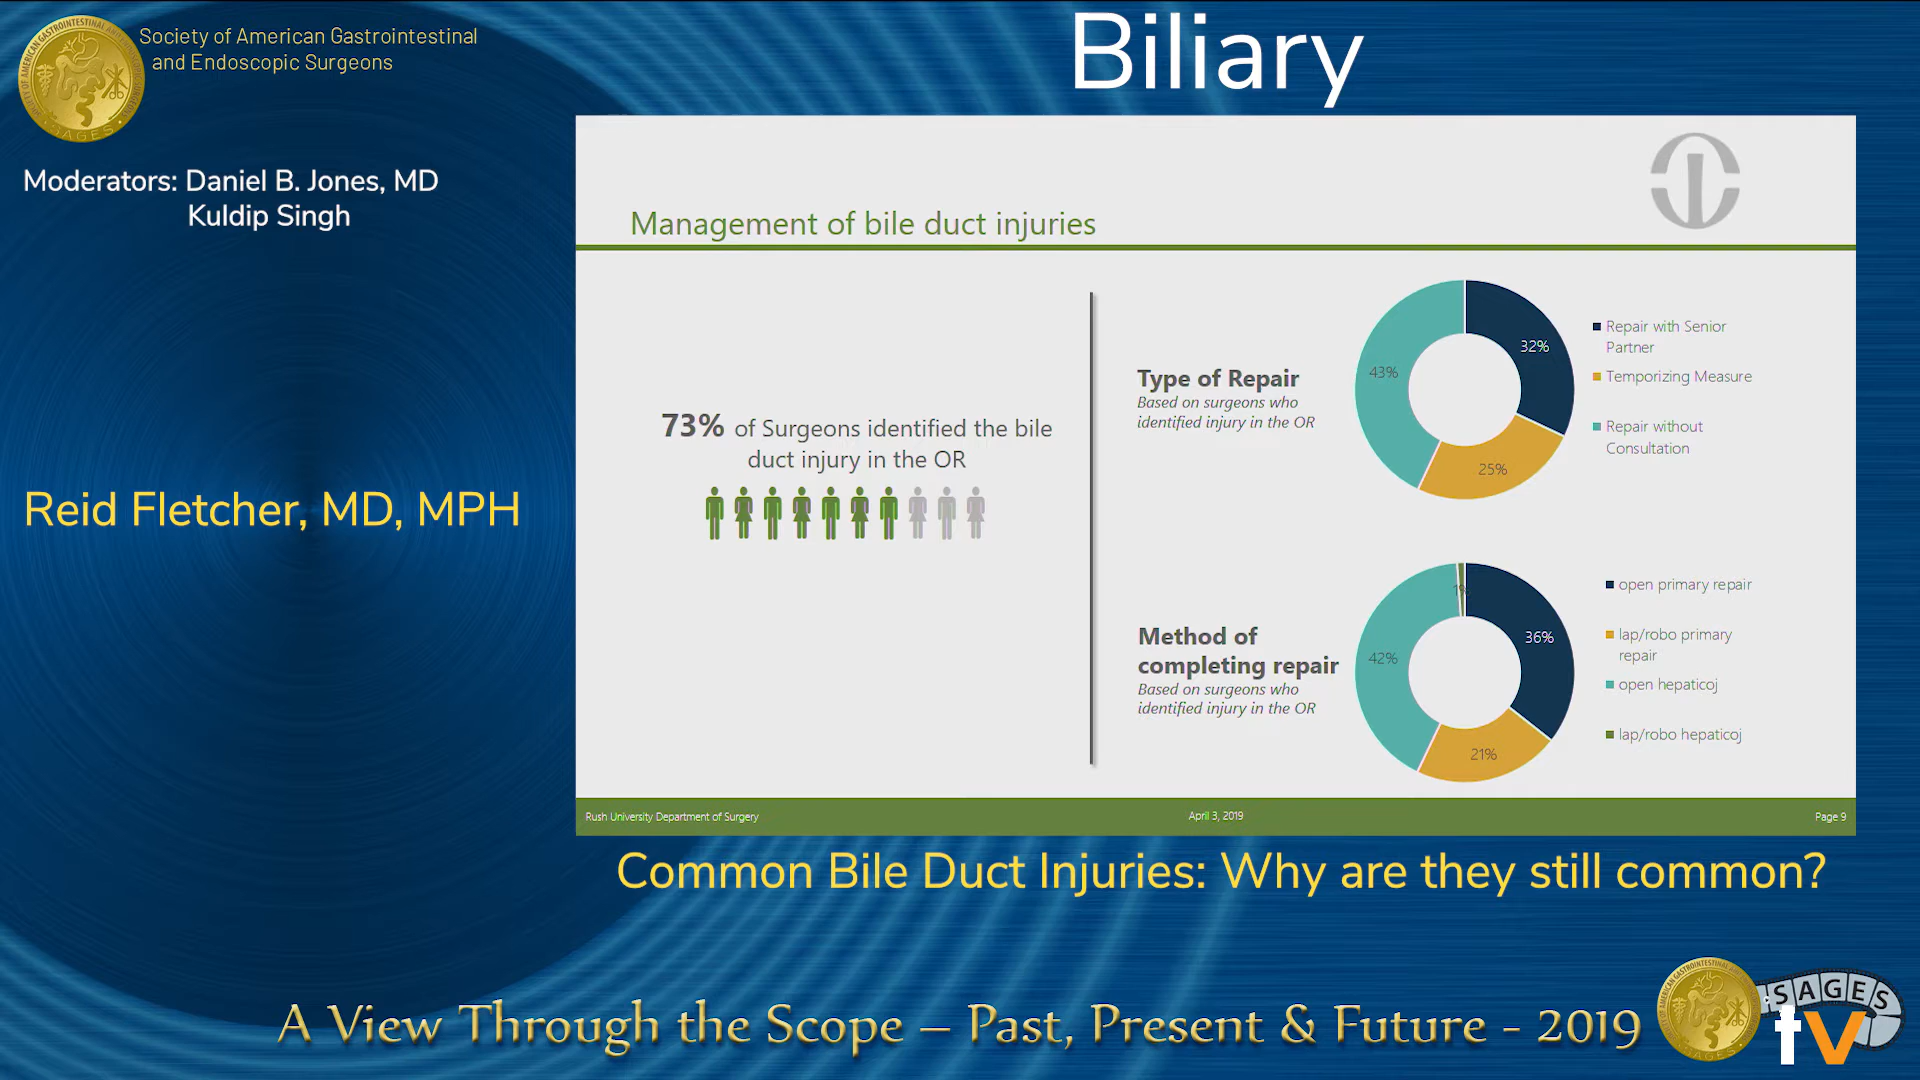 Society of American Gastrointestinal
and Endoscopic Surgeons
Biliary
Moderators: Daniel B. Jones, MD
Kuldip Singh
Reid Fletcher, MD, MPH
Management of bile duct injuries
73% of Surgeons identified the bile
duct injury in the OR
Type of Repair
Based on surgeons who
identified injury in the OR
32%
25%
43%
Repair with Senior
Partner
Temporizing Measure
Repair without
Consultation
Method of
completing repair
Based on surgeons who
identified injury in the OR
1%
36%
21%
42%
open primary repair
lap/robo primary
repair
open hepaticoj
lap/robo hepaticoj
Rush University Department of Surgery
April 3, 2019
Page 9
Common Bile Duct Injuries: Why are they still common?
A View Through the Scope – Past, Present & Future - 2019
SAGES
tv